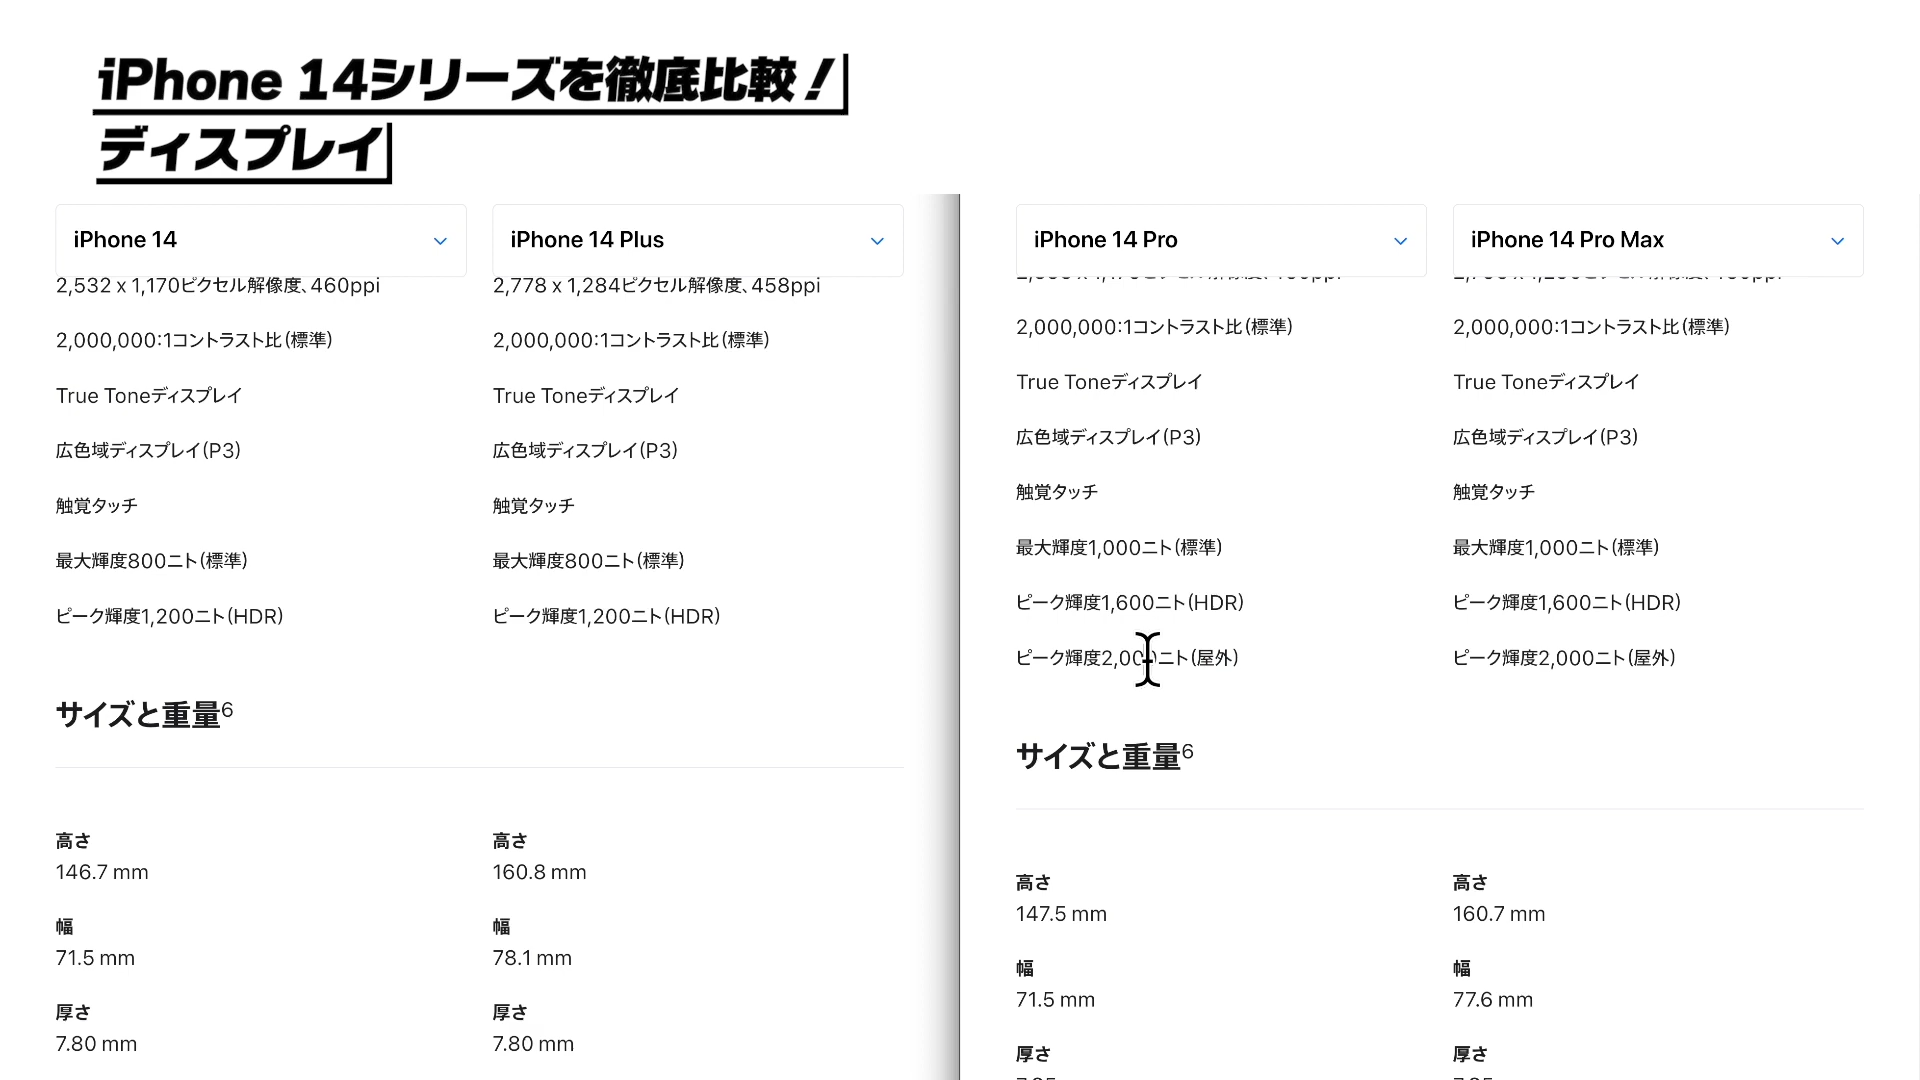 iPhone 14シリーズを徹底比較！
ディスプレイ
iPhone 14
2,532 x 1,170ピクセル解像度、460ppi
2,000,000:1コントラスト比（標準）
True Toneディスプレイ
広色域ディスプレイ（P3）
触覚タッチ
最大輝度800ニト（標準）
ピーク輝度1,200ニト（HDR）
iPhone 14 Plus
2,778 x 1,284ピクセル解像度、458ppi
2,000,000:1コントラスト比（標準）
True Toneディスプレイ
広色域ディスプレイ（P3）
触覚タッチ
最大輝度800ニト（標準）
ピーク輝度1,200ニト（HDR）
サイズと重量6
高さ
146.7 mm
幅
71.5 mm
厚さ
7.80 mm
高さ
160.8 mm
幅
78.1 mm
厚さ
7.80 mm
iPhone 14 Pro
2,000,000:1コントラスト比（標準）
True Toneディスプレイ
広色域ディスプレイ（P3）
触覚タッチ
最大輝度1,000ニト（標準）
ピーク輝度1,600ニト（HDR）
ピーク輝度2,000ニト（屋外）
iPhone 14 Pro Max
2,000,000:1コントラスト比（標準）
True Toneディスプレイ
広色域ディスプレイ（P3）
触覚タッチ
最大輝度1,000ニト（標準）
ピーク輝度1,600ニト（HDR）
ピーク輝度2,000ニト（屋外）
サイズと重量6
高さ
147.5 mm
幅
71.5 mm
厚さ
高さ
160.7 mm
幅
77.6 mm
厚さ